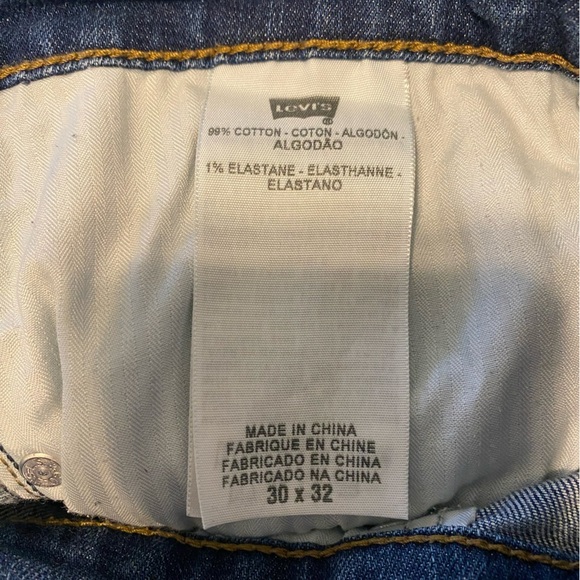 Levi's
®
99% COTTON - COTON - ALGODÓN -
ALGODÃO
1% ELASTANE - ELASTHANNE -
ELASTANO
MADE IN CHINA
FABRIQUE EN CHINE
FABRICADO EN CHINA
FABRICADO NA CHINA
30 x 32